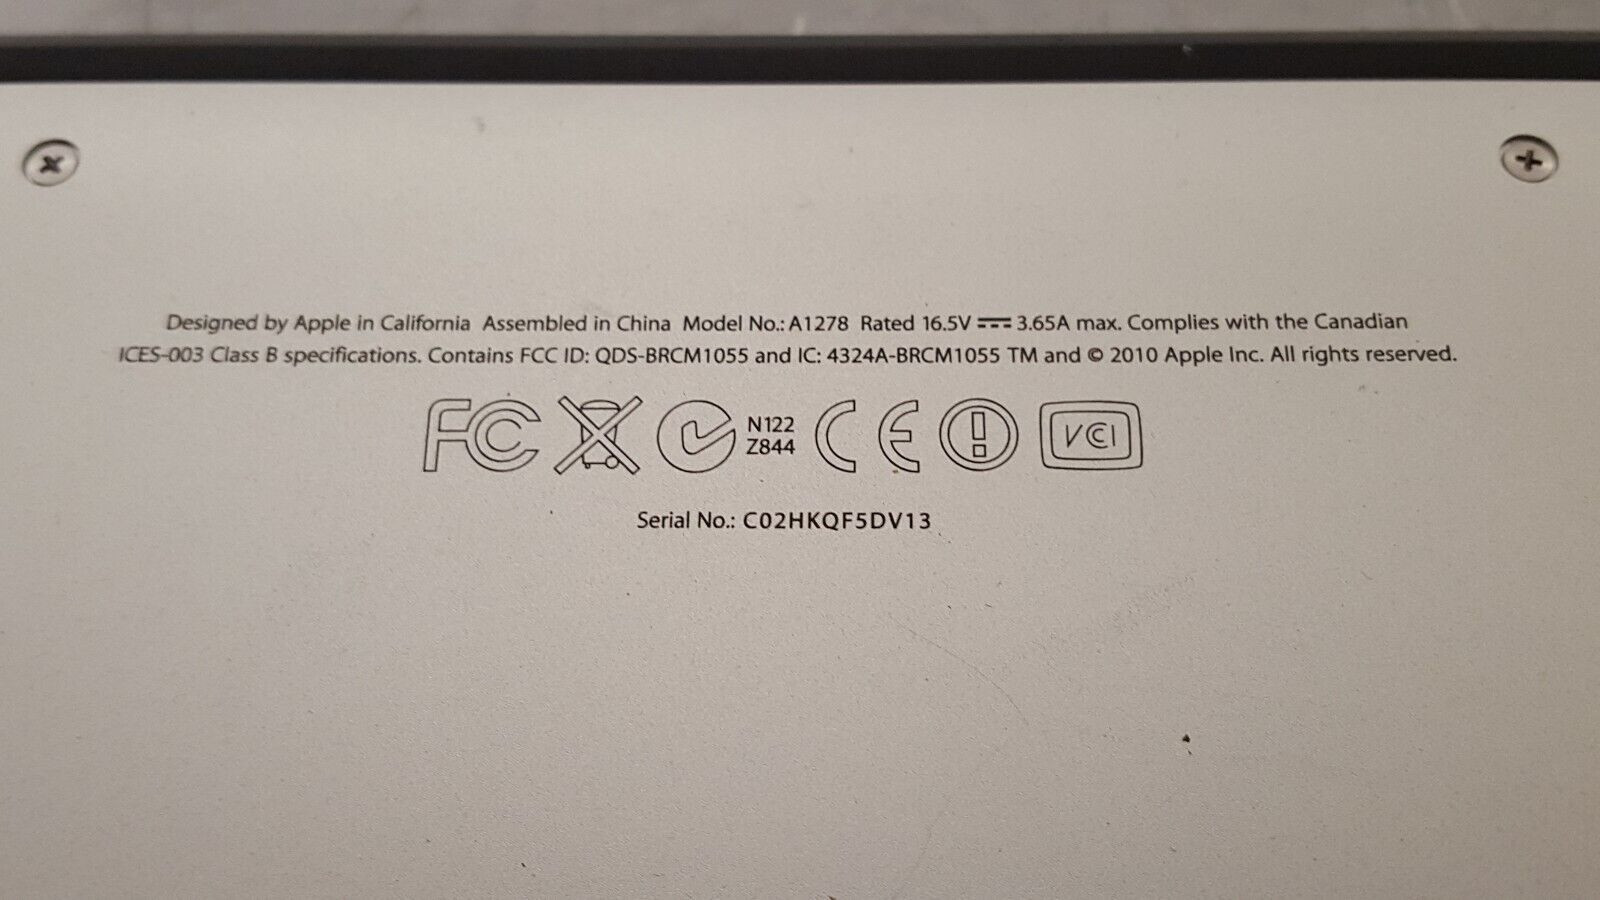 Designed by Apple in California Assembled in China Model No.: A1278 Rated 16.5V ⎓ 3.65A max. Complies with the Canadian
ICES-003 Class B specifications. Contains FCC ID: QDS-BRCM1055 and IC: 4324A-BRCM1055 TM and © 2010 Apple Inc. All rights reserved.
FC N122 CE VCI
Z844
Serial No.: C02HKQF5DV13